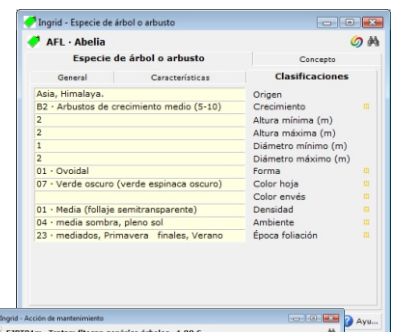 Ingrid - Especie de árbol o arbusto
AFL · Abelia
Especie de árbol o arbusto Concepto
General Características Clasificaciones
Asia, Himalaya. Origen
B2 · Arbustos de crecimiento medio (5-10) Crecimiento
2 Altura mínima (m)
2 Altura máxima (m)
1 Diámetro mínimo (m)
2 Diámetro máximo (m)
01 · Ovoidal Forma
07 · Verde oscuro (verde espinaca oscuro) Color hoja
Color envés
01 · Media (follaje semitransparente) Densidad
04 · media sombra, pleno sol Ambiente
23 · mediados, Primavera finales, Verano Época foliación
Ingrid - Acción de mantenimiento
Ayu...